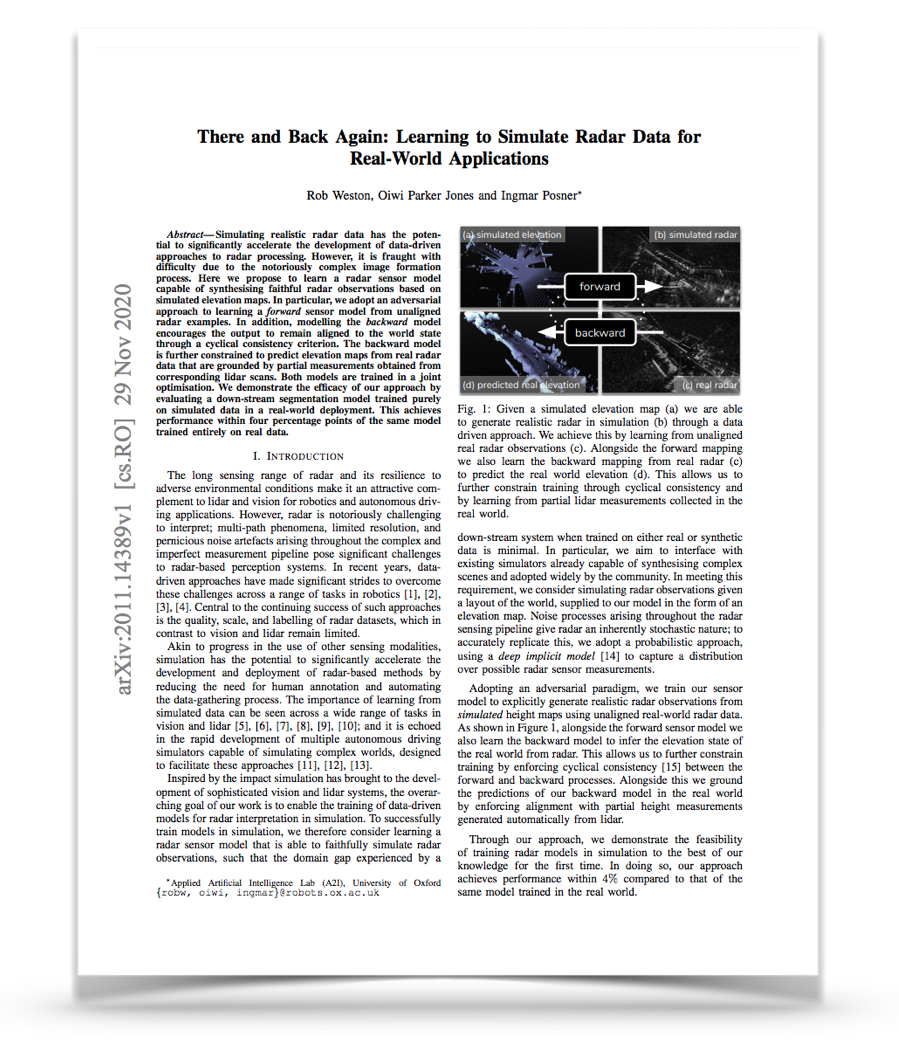 There and Back Again: Learning to Simulate Radar Data for
Real-World Applications
Rob Weston, Oiwi Parker Jones and Ingmar Posner*
Abstract—Simulating realistic radar data has the poten-
tial to significantly accelerate the development of data-driven
approaches to radar processing. However, it is fraught with
difficulty due to the notoriously complex image formation
process. Here we propose to learn a radar sensor model
capable of synthesising faithful radar observations based on
simulated elevation maps. In particular, we adopt an adversarial
approach to learning a forward sensor model from unaligned
radar examples. In addition, modelling the backward model
encourages the output to remain aligned to the world state
through a cyclical consistency criterion. The backward model
is further constrained to predict elevation maps from real radar
data that are grounded by partial measurements obtained from
corresponding lidar scans. Both models are trained in a joint
optimisation. We demonstrate the efficacy of our approach by
evaluating a down-stream segmentation model trained purely
on simulated data in a real-world deployment. This achieves
performance within four percentage points of the same model
trained entirely on real data.
I. INTRODUCTION
The long sensing range of radar and its resilience to
adverse environmental conditions make it an attractive com-
plement to lidar and vision for robotics and autonomous driv-
ing applications. However, radar is notoriously challenging
to interpret; multi-path phenomena, limited resolution, and
pernicious noise artefacts arising throughout the complex and
imperfect measurement pipeline pose significant challenges
to radar-based perception systems. In recent years, data-
driven approaches have made significant strides to overcome
these challenges across a range of tasks in robotics [1], [2],
[3], [4]. Central to the continuing success of such approaches
is the quality, scale, and labelling of radar datasets, which in
contrast to vision and lidar remain limited.
Akin to progress in the use of other sensing modalities,
simulation has the potential to significantly accelerate the
development and deployment of radar-based methods by
reducing the need for human annotation and automating
the data-gathering process. The importance of learning from
simulated data can be seen across a wide range of tasks in
vision and lidar [5], [6], [7], [8], [9], [10]; and it is echoed
in the rapid development of multiple autonomous driving
simulators capable of simulating complex worlds, designed
to facilitate these approaches [11], [12], [13].
Inspired by the impact simulation has brought to the devel-
opment of sophisticated vision and lidar systems, the overar-
ching goal of our work is to enable the training of data-driven
models for radar interpretation in simulation. To successfully
train models in simulation, we therefore consider learning a
radar sensor model that is able to faithfully simulate radar
observations, such that the domain gap experienced by a
*Applied Artificial Intelligence Lab (A2I), University of Oxford
{robw, oiwi, ingmar}@robots.ox.ac.uk
(a) simulated elevation
(b) simulated radar
forward
backward
(d) predicted real elevation
(c) real radar
Fig. 1: Given a simulated elevation map (a) we are able
to generate realistic radar in simulation (b) through a data
driven approach. We achieve this by learning from unaligned
real radar observations (c). Alongside the forward mapping
we also learn the backward mapping from real radar (c)
to predict the real world elevation (d). This allows us to
further constrain training through cyclical consistency and
by learning from partial lidar measurements collected in the
real world.
down-stream system when trained on either real or synthetic
data is minimal. In particular, we aim to interface with
existing simulators already capable of synthesising complex
scenes and adopted widely by the community. In meeting this
requirement, we consider simulating radar observations given
a layout of the world, supplied to our model in the form of an
elevation map. Noise processes arising throughout the radar
sensing pipeline give radar an inherently stochastic nature; to
accurately replicate this, we adopt a probabilistic approach,
using a deep implicit model [14] to capture a distribution
over possible radar sensor measurements.
Adopting an adversarial paradigm, we train our sensor
model to explicitly generate realistic radar observations from
simulated height maps using unaligned real-world radar data.
As shown in Figure 1, alongside the forward sensor model we
also learn the backward model to infer the elevation state of
the real world from radar. This allows us to further constrain
training by enforcing cyclical consistency [15] between the
forward and backward processes. Alongside this we ground
the predictions of our backward model in the real world
by enforcing alignment with partial height measurements
generated automatically from lidar.
Through our approach, we demonstrate the feasibility
of training radar models in simulation to the best of our
knowledge for the first time. In doing so, our approach
achieves performance within 4% compared to that of the
same model trained in the real world.
arXiv:2011.14389v1 [cs.RO] 29 Nov 2020